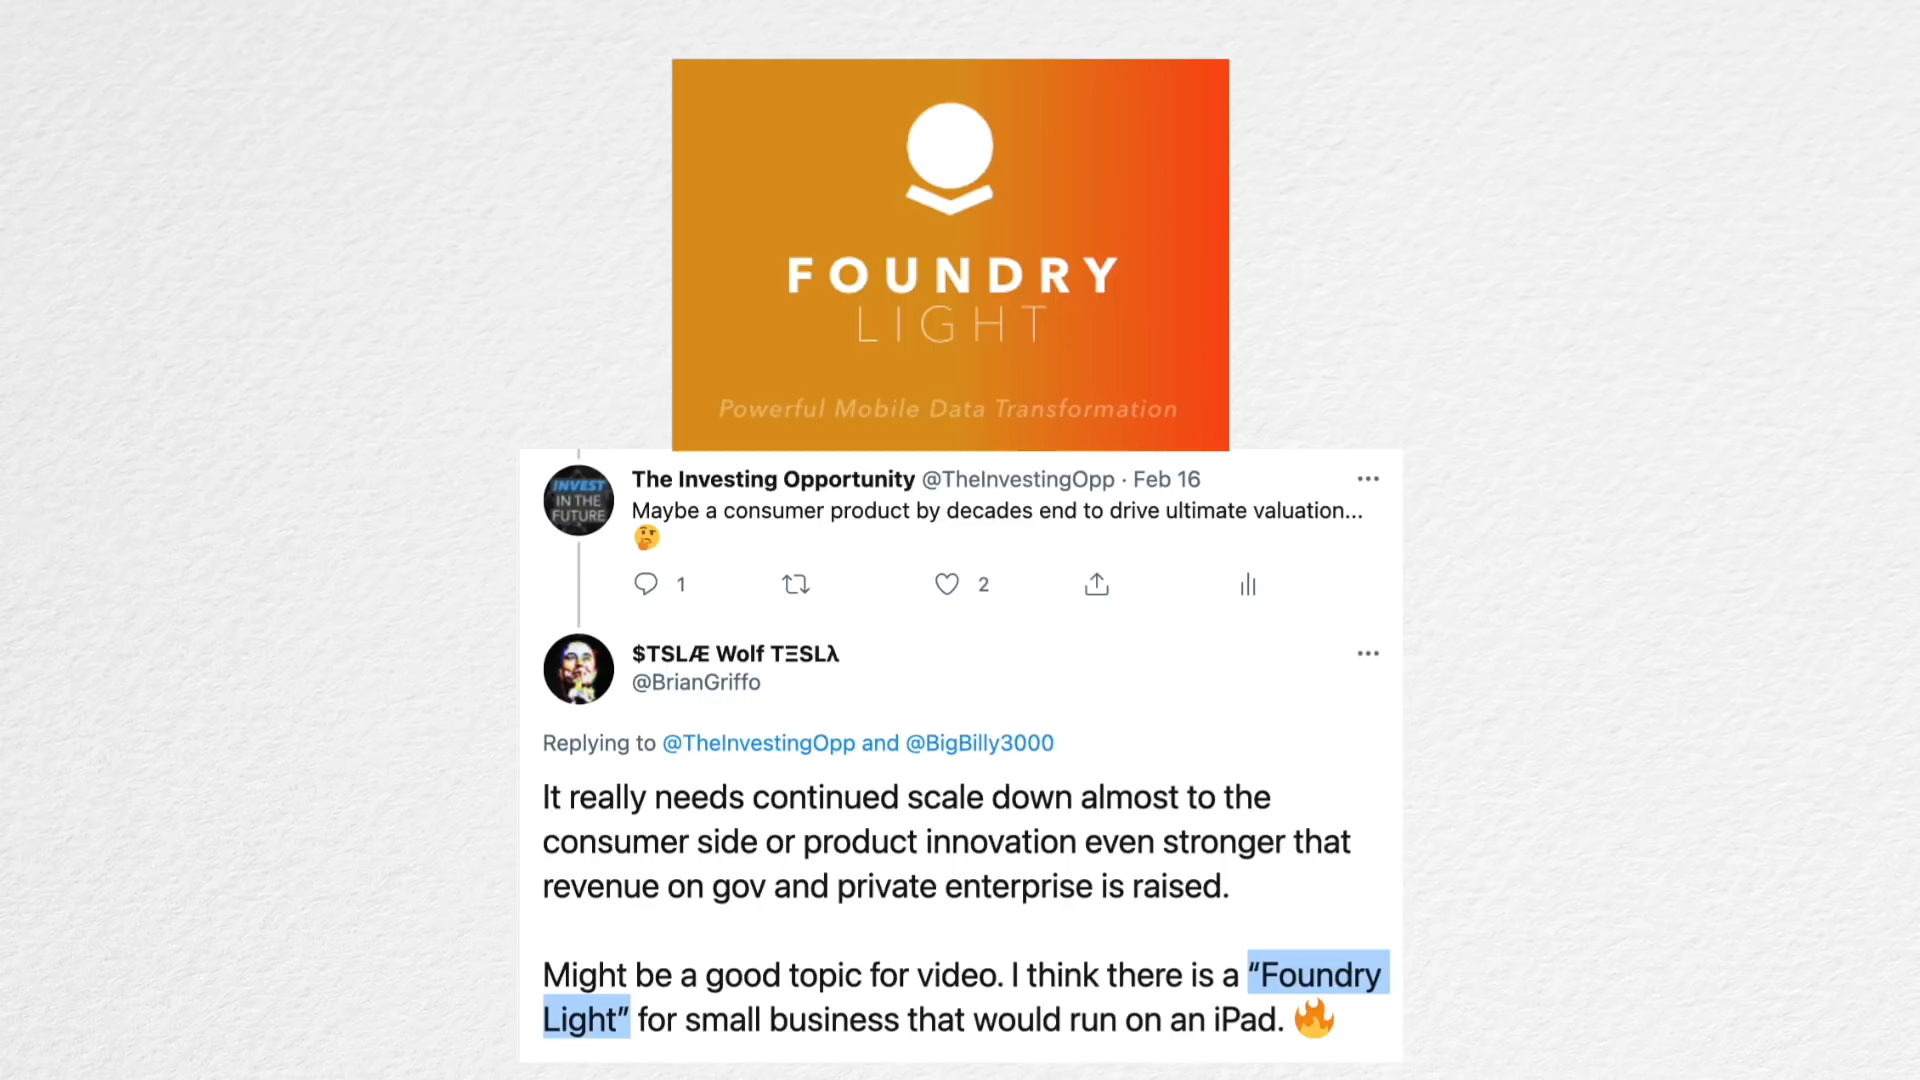 FOUNDRY
LIGHT
Powerful Mobile Data Transformation
INVEST
IN THE
FUTURE
The Investing Opportunity @TheInvestingOpp · Feb 16
Maybe a consumer product by decades end to drive ultimate valuation...
🤔
1
2
$TSLÆ Wolf TΞSLλ
@BrianGriffo
Replying to @TheInvestingOpp and @BigBilly3000
It really needs continued scale down almost to the
consumer side or product innovation even stronger that
revenue on gov and private enterprise is raised.
Might be a good topic for video. I think there is a “Foundry
Light” for small business that would run on an iPad. 🔥